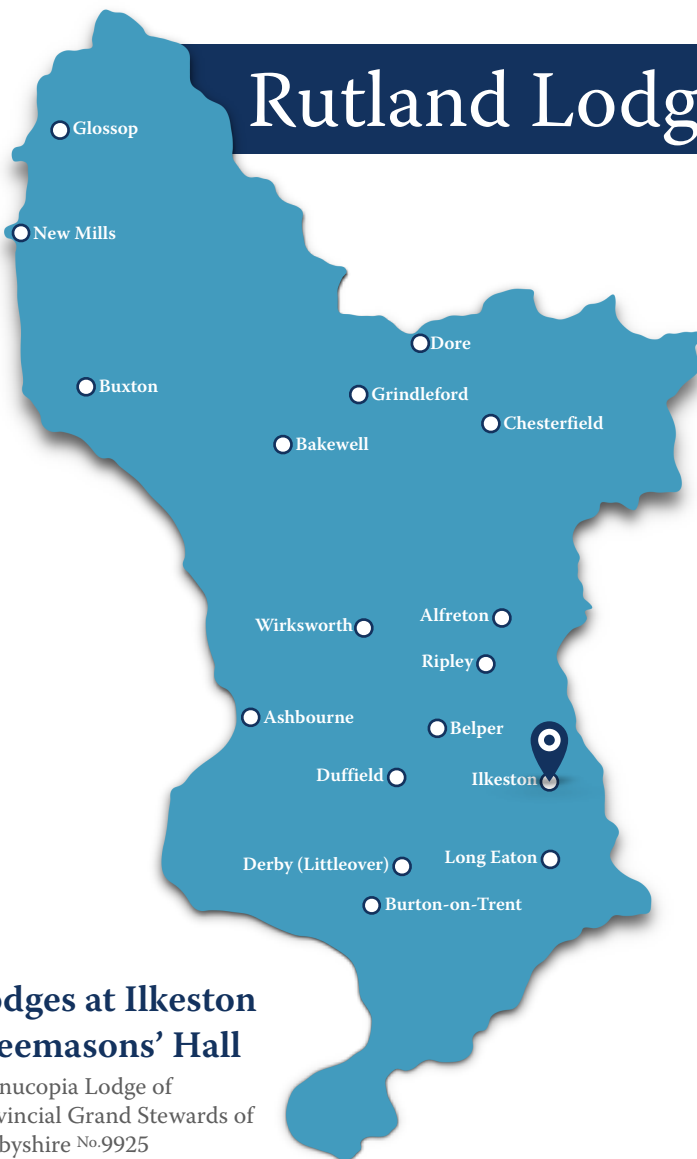 Rutland Lodg
Glossop
New Mills
Dore
Buxton
Grindleford
Chesterfield
Bakewell
Alfreton
Wirksworth
Ripley
Ashbourne
Belper
Duffield
Ilkeston
Long Eaton
Derby (Littleover)
Burton-on-Trent
odges at Ilkeston
eemasons’ Hall
nucopia Lodge of
vincial Grand Stewards of
byshire No.9925